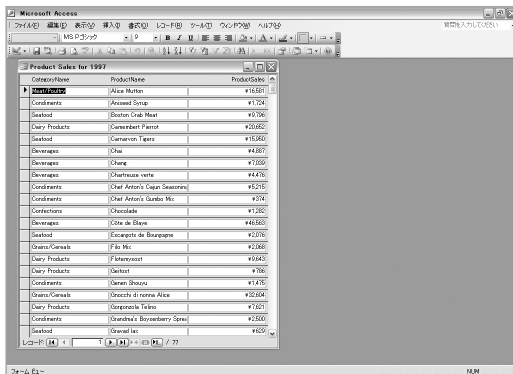 Microsoft Access
ファイル(F) 編集(E) 表示(V) 挿入(I) 書式(O) レコード(R) ツール(T) ウィンドウ(W) ヘルプ(H) 質問を入力してください
MS Pゴシック 9 B I U
Product Sales for 1997
CategoryName ProductName ProductSales
Meat/Poultry Alice Mutton ¥16,581
Condiments Aniseed Syrup ¥1,724
Seafood Boston Crab Meat ¥9,796
Dairy Products Camembert Pierrot ¥20,652
Seafood Carnarvon Tigers ¥15,950
Beverages Chai ¥4,887
Beverages Chang ¥7,039
Beverages Chartreuse verte ¥4,476
Condiments Chef Anton's Cajun Seasoning ¥5,215
Condiments Chef Anton's Gumbo Mix ¥374
Confections Chocolade ¥1,282
Beverages Côte de Blaye ¥46,563
Seafood Escargots de Bourgogne ¥2,076
Grains/Cereals Filo Mix ¥2,068
Dairy Products Flotemysost ¥9,643
Dairy Products Geitost ¥786
Condiments Genen Shouyu ¥1,475
Grains/Cereals Gnocchi di nonna Alice ¥32,604
Dairy Products Gorgonzola Telino ¥7,621
Condiments Grandma's Boysenberry Sprea ¥2,500
Seafood Gravad lax ¥629
レコード: 1 / 77
フォーム ビュー NUM